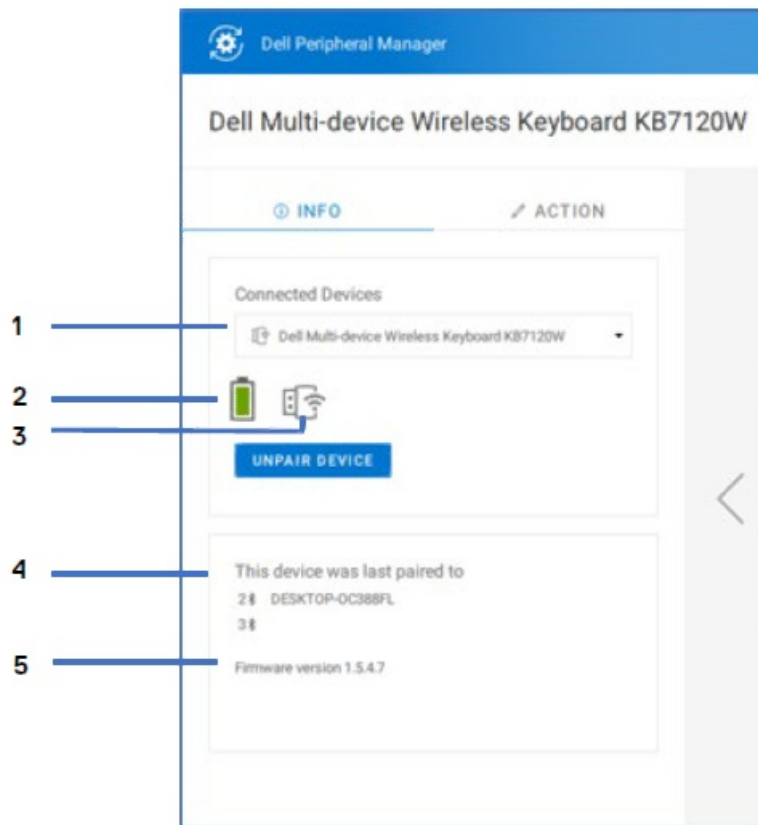 Dell Peripheral Manager
Dell Multi-device Wireless Keyboard KB7120W
INFO ACTION
Connected Devices
1
Dell Multi-device Wireless Keyboard KB7120W
2
3
UNPAIR DEVICE
4
This device was last paired to
2 DESKTOP-OC388FL
3
5
Firmware version 1.5.4.7